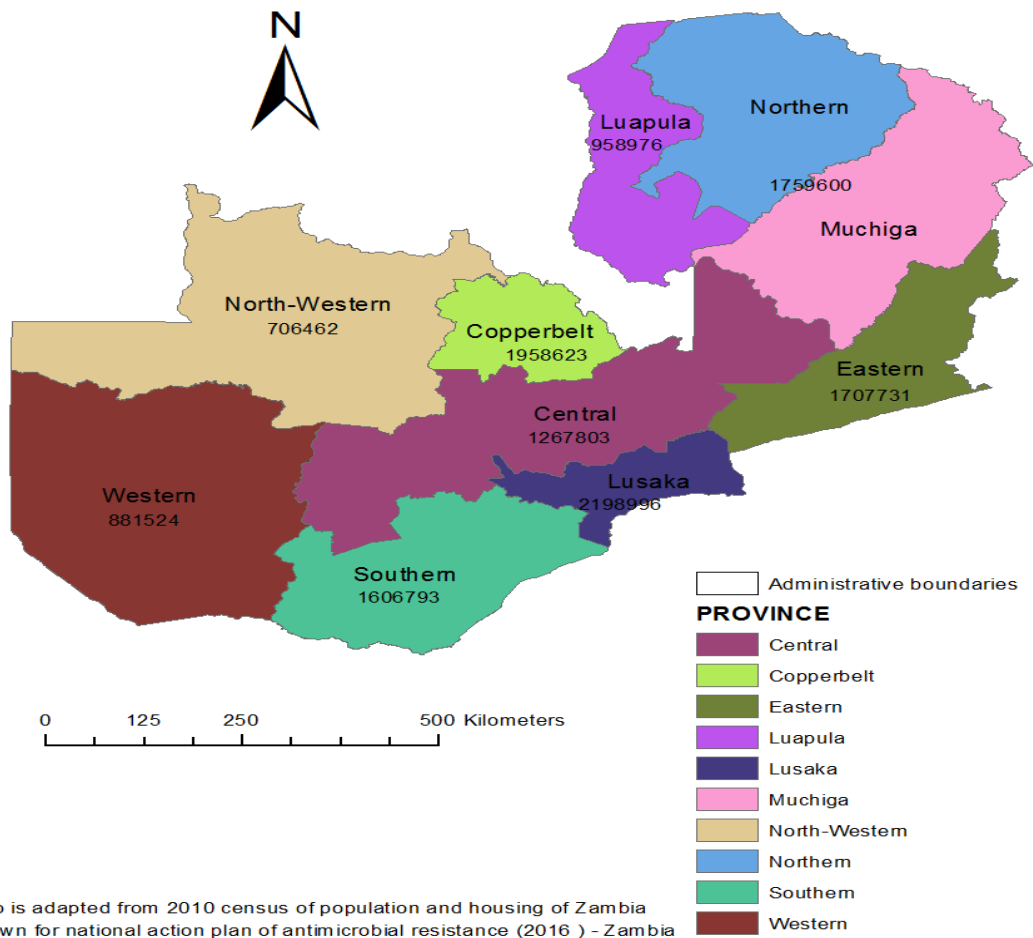 N
Northern
Luapula
958976
1759600
Muchiga
North-Western
706462
Copperbelt
1958623
Eastern
1707731
Central
1267803
Lusaka
2198996
Western
881524
Southern
1606793
Administrative boundaries
PROVINCE
Central
Copperbelt
Eastern
Luapula
Lusaka
Muchiga
North-Western
Northern
Southern
Western
0 125 250 500 Kilometers
is adapted from 2010 census of population and housing of Zambia
wn for national action plan of antimicrobial resistance (2016 ) - Zambia